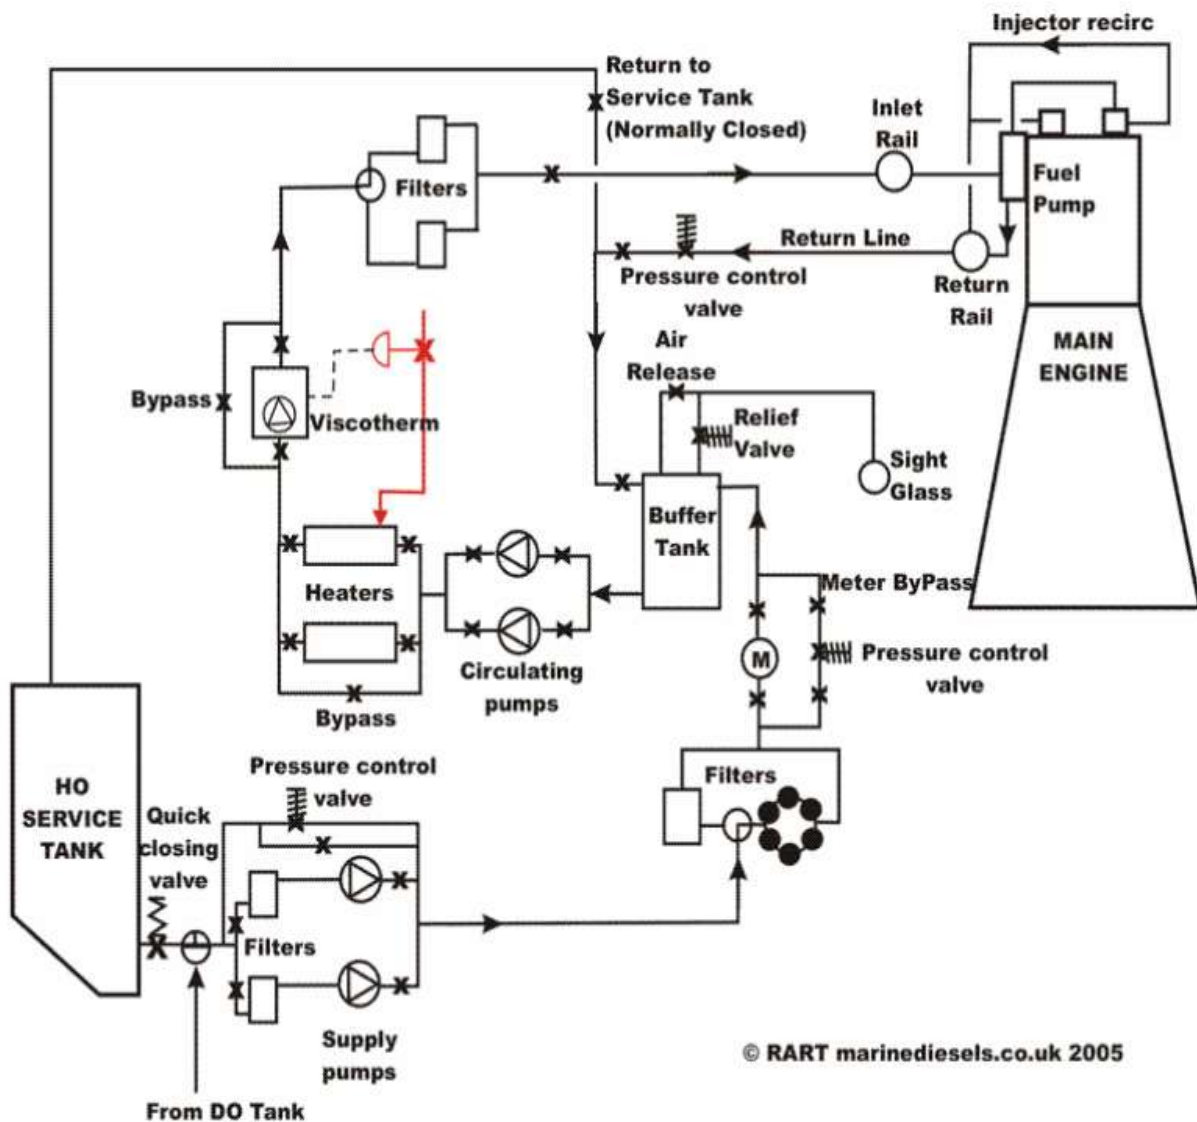 Injector recirc
Return to
Service Tank
(Normally Closed)
Inlet
Rail
Filters
Fuel
Pump
Return Line
Pressure control
valve
Return
Rail
Air
Release
MAIN
ENGINE
Bypass
Viscotherm
Relief
Valve
Sight
Glass
Buffer
Tank
Heaters
Meter ByPass
M
Pressure control
valve
Circulating
pumps
Bypass
HO
SERVICE
TANK
Pressure control
valve
Quick
closing
valve
Filters
Filters
Supply
pumps
From DO Tank
© RART marinediesels.co.uk 2005